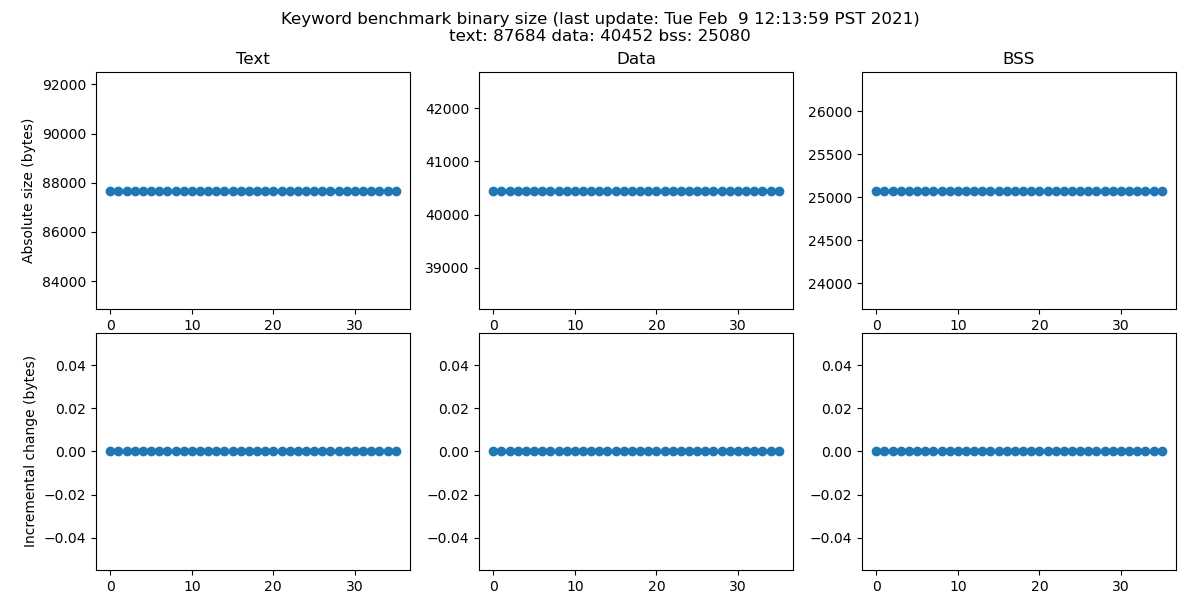 Keyword benchmark binary size (last update: Tue Feb  9 12:13:59 PST 2021)
text: 87684 data: 40452 bss: 25080
Text
Data
BSS
Absolute size (bytes)
92000
90000
88000
86000
84000
0 10 20 30
42000
41000
40000
39000
0 10 20 30
26000
25500
25000
24500
24000
0 10 20 30
Incremental change (bytes)
0.04
0.02
0.00
−0.02
−0.04
0 10 20 30
0.04
0.02
0.00
−0.02
−0.04
0 10 20 30
0.04
0.02
0.00
−0.02
−0.04
0 10 20 30